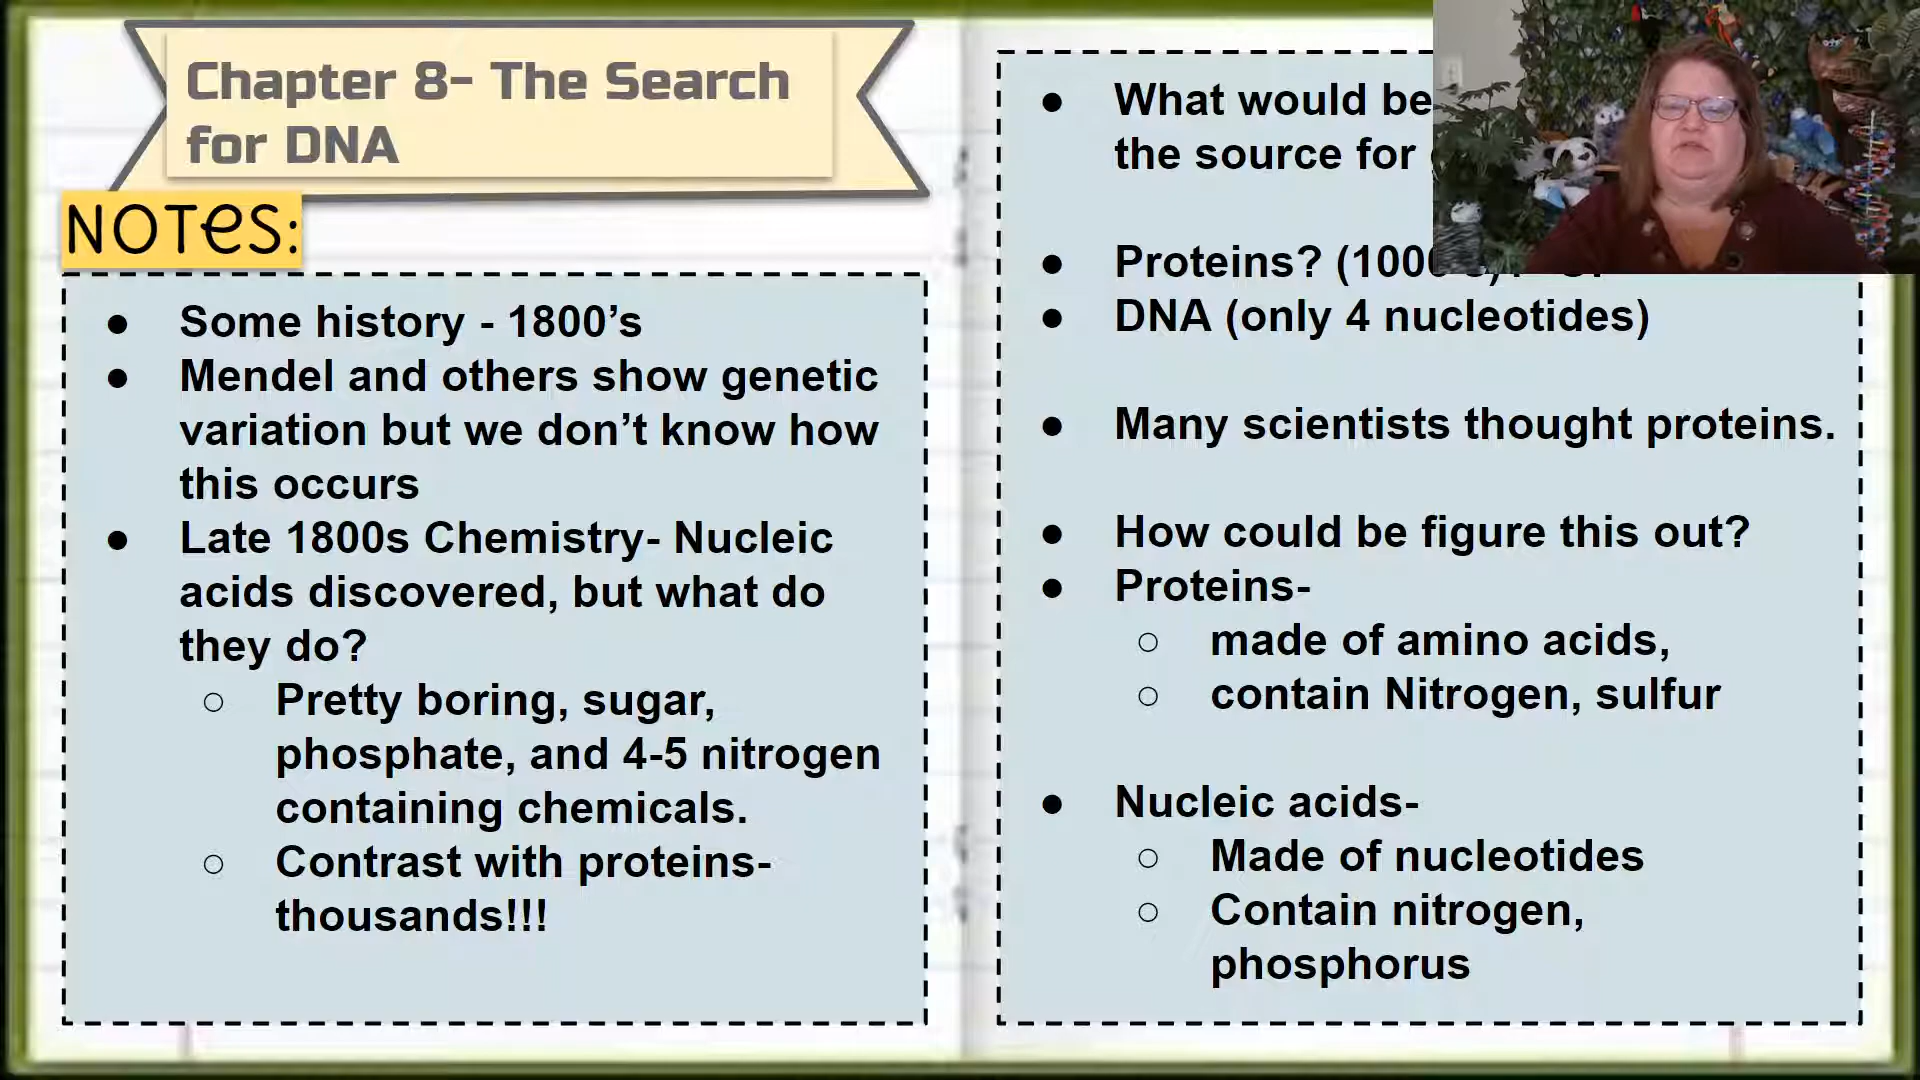 Chapter 8- The Search
for DNA
NOTes:
● Some history - 1800’s
● Mendel and others show genetic
variation but we don’t know how
this occurs
● Late 1800s Chemistry- Nucleic
acids discovered, but what do
they do?
○ Pretty boring, sugar,
phosphate, and 4-5 nitrogen
containing chemicals.
○ Contrast with proteins-
thousands!!!
● What would be
the source for
● Proteins?
● DNA (only 4 nucleotides)
● Many scientists thought proteins.
● How could be figure this out?
● Proteins-
○ made of amino acids,
○ contain Nitrogen, sulfur
● Nucleic acids-
○ Made of nucleotides
○ Contain nitrogen,
phosphorus